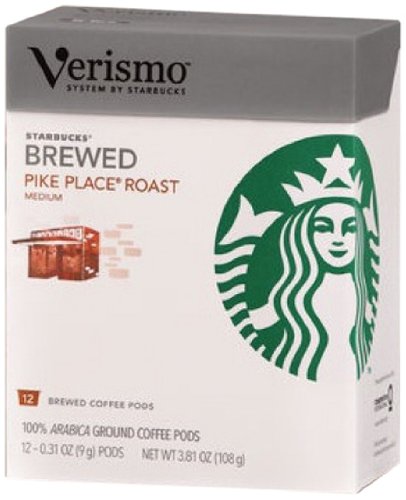 Verismo™
SYSTEM BY STARBUCKS
STARBUCKS®
BREWED
PIKE PLACE® ROAST
MEDIUM
12 BREWED COFFEE PODS
100% ARABICA GROUND COFFEE PODS
12 - 0.31 OZ (9 g) PODS NET WT 3.81 OZ (108 g)